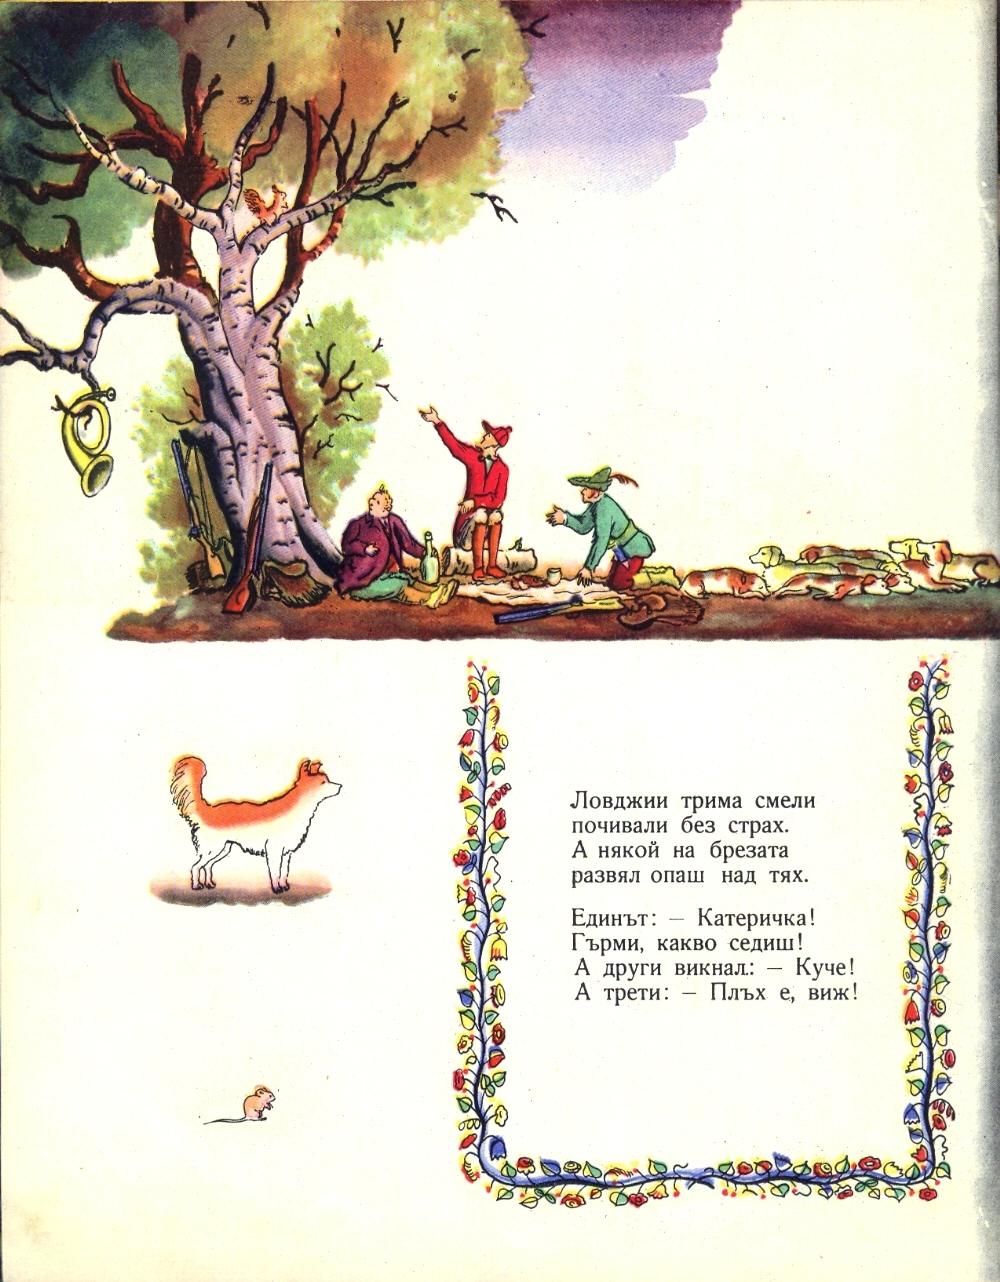 Ловджии трима смели
почивали без страх.
А някой на брезата
развял опаш над тях.
Единът: – Катеричка!
Гърми, какво седиш!
А други викнал: – Куче!
А трети: – Плъх е, виж!